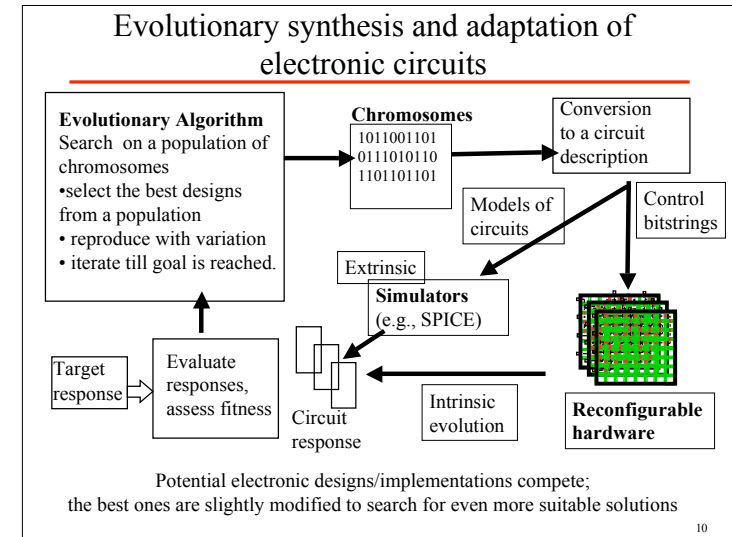 Evolutionary synthesis and adaptation of
electronic circuits
Evolutionary Algorithm
Search on a population of
chromosomes
•select the best designs
from a population
• reproduce with variation
• iterate till goal is reached.
Chromosomes
1011001101
0111010110
1101101101
Conversion
to a circuit
description
Models of
circuits
Control
bitstrings
Extrinsic
Simulators
(e.g., SPICE)
Target
response
Evaluate
responses,
assess fitness
Circuit
response
Intrinsic
evolution
Reconfigurable
hardware
Potential electronic designs/implementations compete;
the best ones are slightly modified to search for even more suitable solutions
10